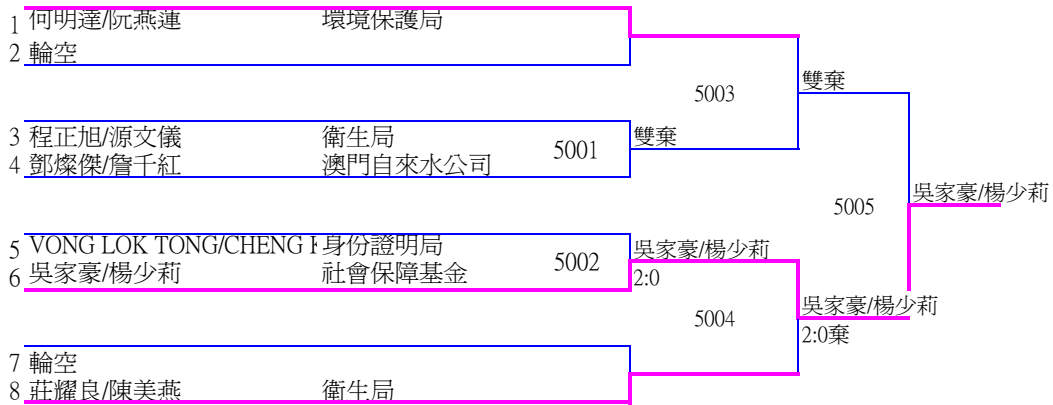 1 何明達/阮燕蓮 環境保護局
2 輪空
5003
雙棄
3 程正旭/源文儀 衛生局
5001
雙棄
4 鄧燦傑/詹千紅 澳門自來水公司
5005
吳家豪/楊少莉
5 VONG LOK TONG/CHENG 身份證明局
5002
吳家豪/楊少莉
6 吳家豪/楊少莉 社會保障基金
2:0
5004
吳家豪/楊少莉
2:0棄
7 輪空
8 莊耀良/陳美燕 衛生局